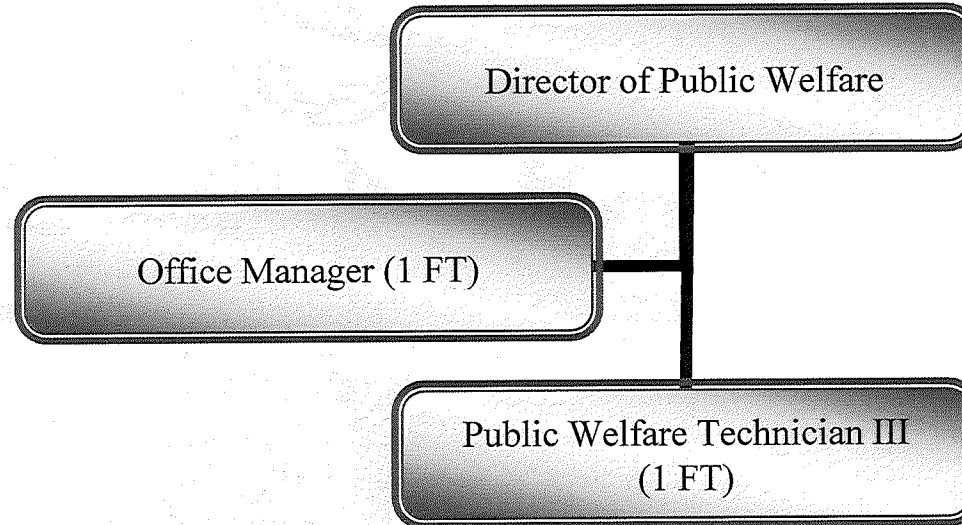 Director of Public Welfare
Office Manager (1 FT)
Public Welfare Technician III
(1 FT)